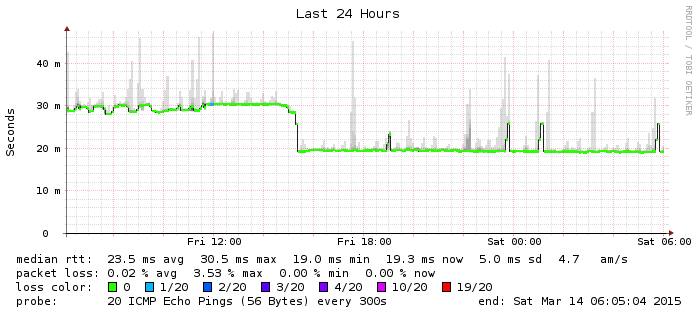 Last 24 Hours
RRDTOOL / TOBI OETIKER
Seconds
40 m
30 m
20 m
10 m
0
Fri 12:00 Fri 18:00 Sat 00:00 Sat 06:00
median rtt: 23.5 ms avg 30.5 ms max 19.0 ms min 19.3 ms now 5.0 ms sd 4.7 am/s
packet loss: 0.02 % avg 3.53 % max 0.00 % min 0.00 % now
loss color: 0 1/20 2/20 3/20 4/20 10/20 19/20
probe: 20 ICMP Echo Pings (56 Bytes) every 300s end: Sat Mar 14 06:05:04 2015